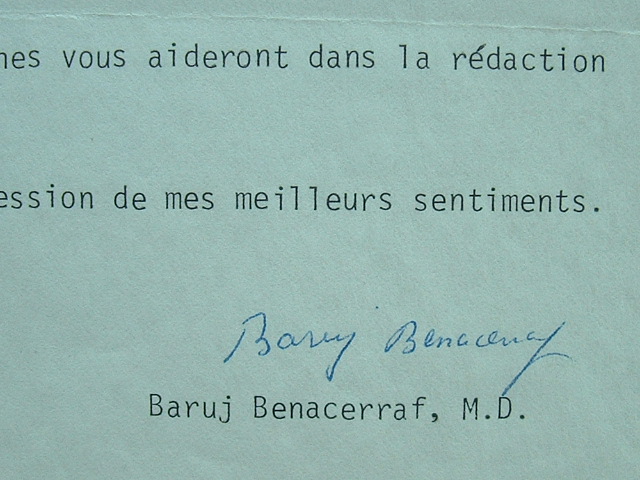 nes vous aideront dans la rédaction
ession de mes meilleurs sentiments.
Baruj Benacerraf
Baruj Benacerraf, M.D.